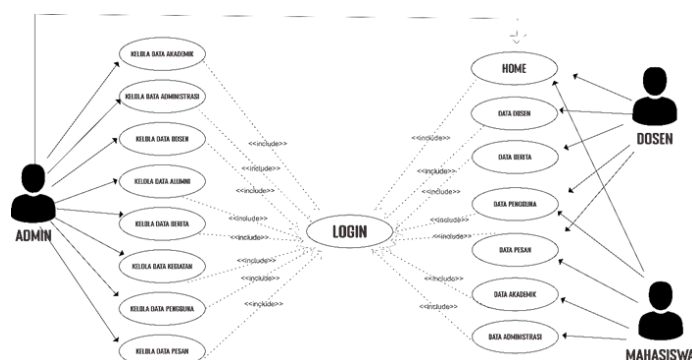 KELOLA DATA AKADEMIK
KELOLA DATA ADMINISTRASI
KELOLA DATA DOSEN
KELOLA DATA ALUMNI
KELOLA DATA BERITA
KELOLA DATA KEGIATAN
KELOLA DATA PENGGUNA
KELOLA DATA PESAN
ADMIN
<<include>>
<<include>>
<<include>>
<<include>>
<<include>>
<<include>>
<<include>>
<<include>>
LOGIN
<<include>>
<<include>>
<<include>>
<<include>>
<<include>>
<<include>>
<<include>>
HOME
DATA DOSEN
DATA BERITA
DATA PENGGUNA
DATA PESAN
DATA AKADEMIK
DATA ADMINISTRASI
DOSEN
MAHASISWA